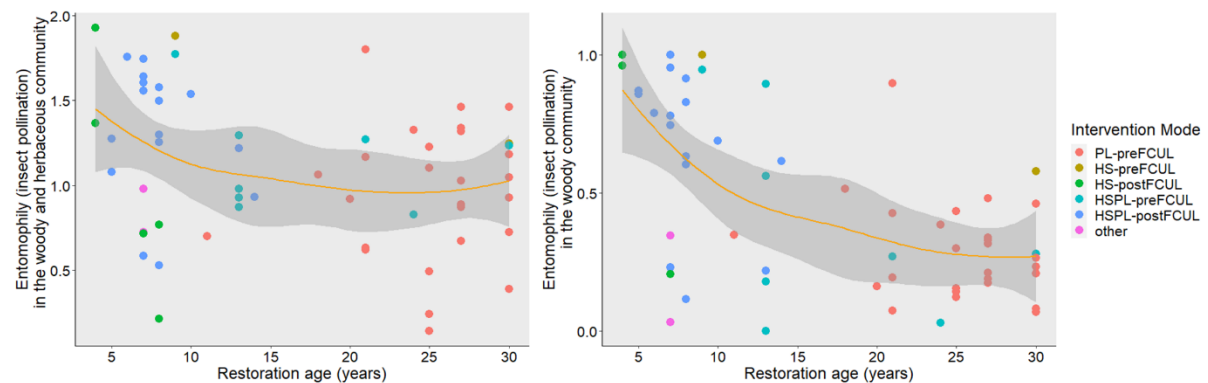 Entomophily (insect pollination)
in the woody and herbaceous community
2.0
1.5
1.0
0.5
5
10
15
20
25
30
Restoration age (years)
Entomophily (insect pollination)
in the woody community
1.0
0.5
0.0
5
10
15
20
25
30
Restoration age (years)
Intervention Mode
PL-preFCUL
HS-preFCUL
HS-postFCUL
HSPL-preFCUL
HSPL-postFCUL
other